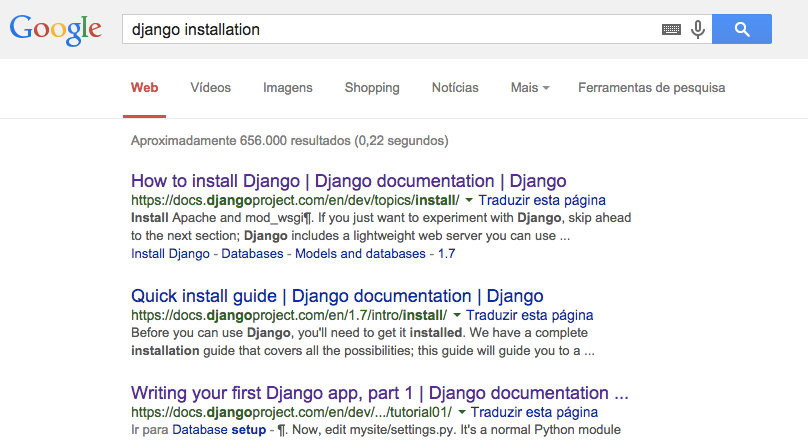 Google django installation
Web Vídeos Imagens Shopping Notícias Mais Ferramentas de pesquisa
Aproximadamente 656.000 resultados (0,22 segundos)
How to install Django | Django documentation | Django
https://docs.djangoproject.com/en/dev/topics/install/ Traduzir esta página
Install Apache and mod_wsgi¶. If you just want to experiment with Django, skip ahead
to the next section; Django includes a lightweight web server you can use ...
Install Django - Databases - Models and databases - 1.7
Quick install guide | Django documentation | Django
https://docs.djangoproject.com/en/1.7/intro/install/ Traduzir esta página
Before you can use Django, you'll need to get it installed. We have a complete
installation guide that covers all the possibilities; this guide will guide you to a ...
Writing your first Django app, part 1 | Django documentation ...
https://docs.djangoproject.com/en/dev/.../tutorial01/ Traduzir esta página
Ir para Database setup - ¶. Now, edit mysite/settings.py. It's a normal Python module